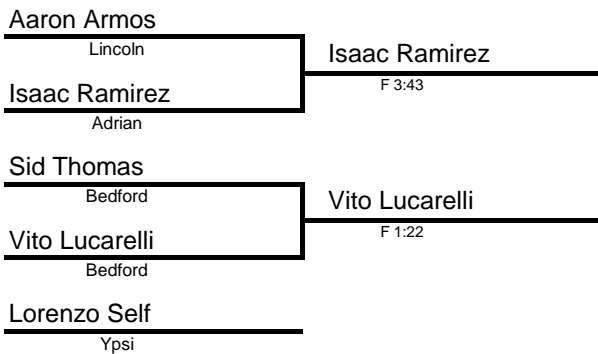 Aaron Armos
Lincoln
Isaac Ramirez
F 3:43
Isaac Ramirez
Adrian
Sid Thomas
Bedford
Vito Lucarelli
F 1:22
Vito Lucarelli
Bedford
Lorenzo Self
Ypsi